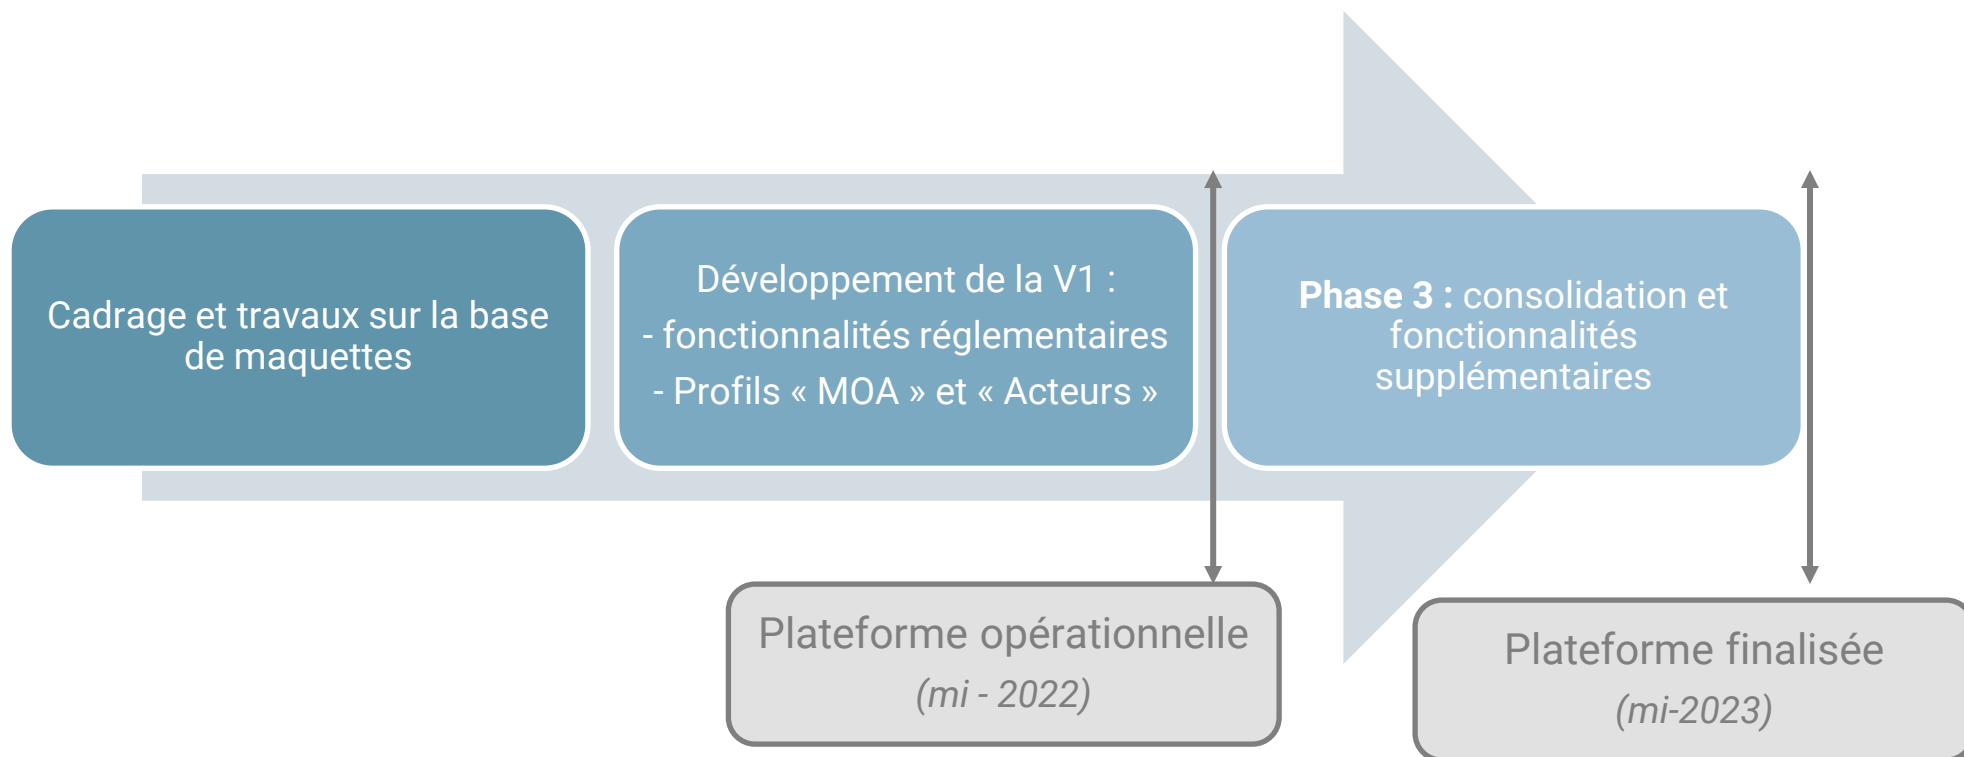 Cadrage et travaux sur la base
de maquettes
Développement de la V1 :
- fonctionnalités réglementaires
- Profils « MOA » et « Acteurs »
Phase 3 : consolidation et
fonctionnalités
supplémentaires
Plateforme opérationnelle
(mi - 2022)
Plateforme finalisée
(mi-2023)